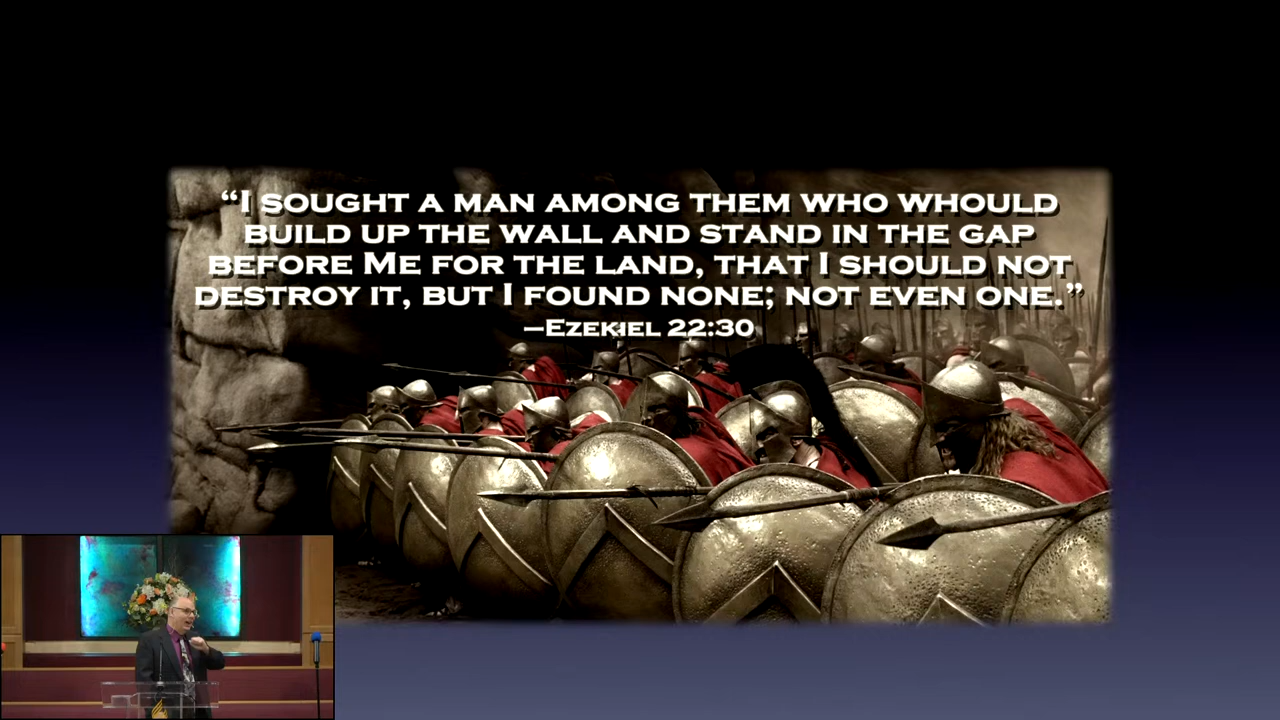 “I SOUGHT A MAN AMONG THEM WHO WHOULD
BUILD UP THE WALL AND STAND IN THE GAP
BEFORE ME FOR THE LAND, THAT I SHOULD NOT
DESTROY IT, BUT I FOUND NONE; NOT EVEN ONE.”
–EZEKIEL 22:30